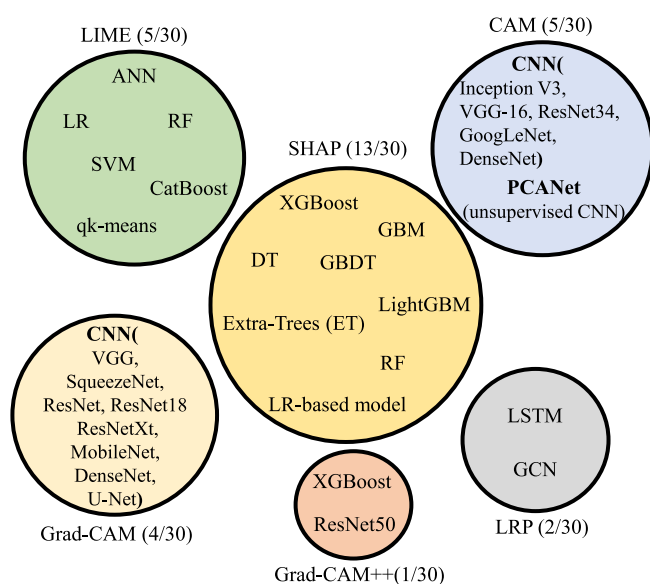 LIME (5/30)
ANN
LR RF
SVM
CatBoost
qk-means
CAM (5/30)
CNN(
Inception V3,
VGG-16, ResNet34,
GoogLeNet,
DenseNet)
PCANet
(unsupervised CNN)
SHAP (13/30)
XGBoost
GBM
DT GBDT
LightGBM
Extra-Trees (ET)
RF
LR-based model
CNN(
VGG,
SqueezeNet,
ResNet, ResNet18
ResNetXt,
MobileNet,
DenseNet,
U-Net)
Grad-CAM (4/30)
XGBoost
ResNet50
Grad-CAM++(1/30)
LSTM
GCN
LRP (2/30)